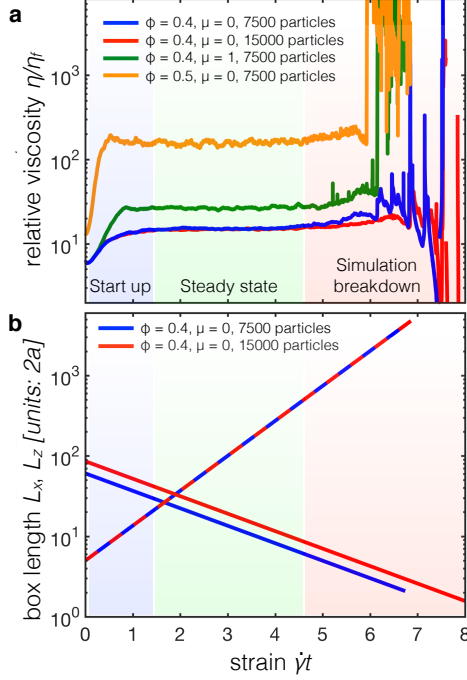 a
relative viscosity η/ηf
10³
10²
10¹
ϕ = 0.4, μ = 0, 7500 particles
ϕ = 0.4, μ = 0, 15000 particles
ϕ = 0.4, μ = 1, 7500 particles
ϕ = 0.5, μ = 0, 7500 particles
Start up
Steady state
Simulation
breakdown
b
box length Lx, Lz [units: 2a]
10³
10²
10¹
10⁰
ϕ = 0.4, μ = 0, 7500 particles
ϕ = 0.4, μ = 0, 15000 particles
0 1 2 3 4 5 6 7 8
strain γ̇t